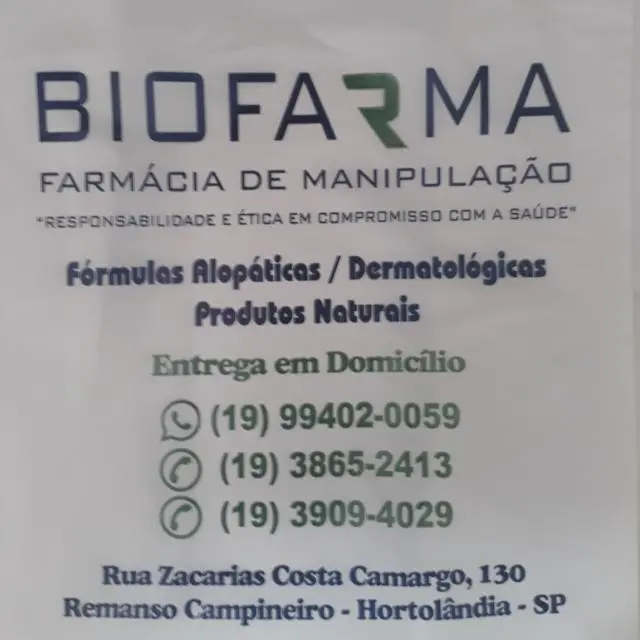 BIOFARMA
FARMÁCIA DE MANIPULAÇÃO
"RESPONSABILIDADE E ÉTICA EM COMPROMISSO COM A SAÚDE"
Fórmulas Alopáticas / Dermatológicas
Produtos Naturais
Entrega em Domicílio
(19) 99402-0059
(19) 3865-2413
(19) 3909-4029
Rua Zacarias Costa Camargo, 130
Remanso Campineiro - Hortolândia - SP